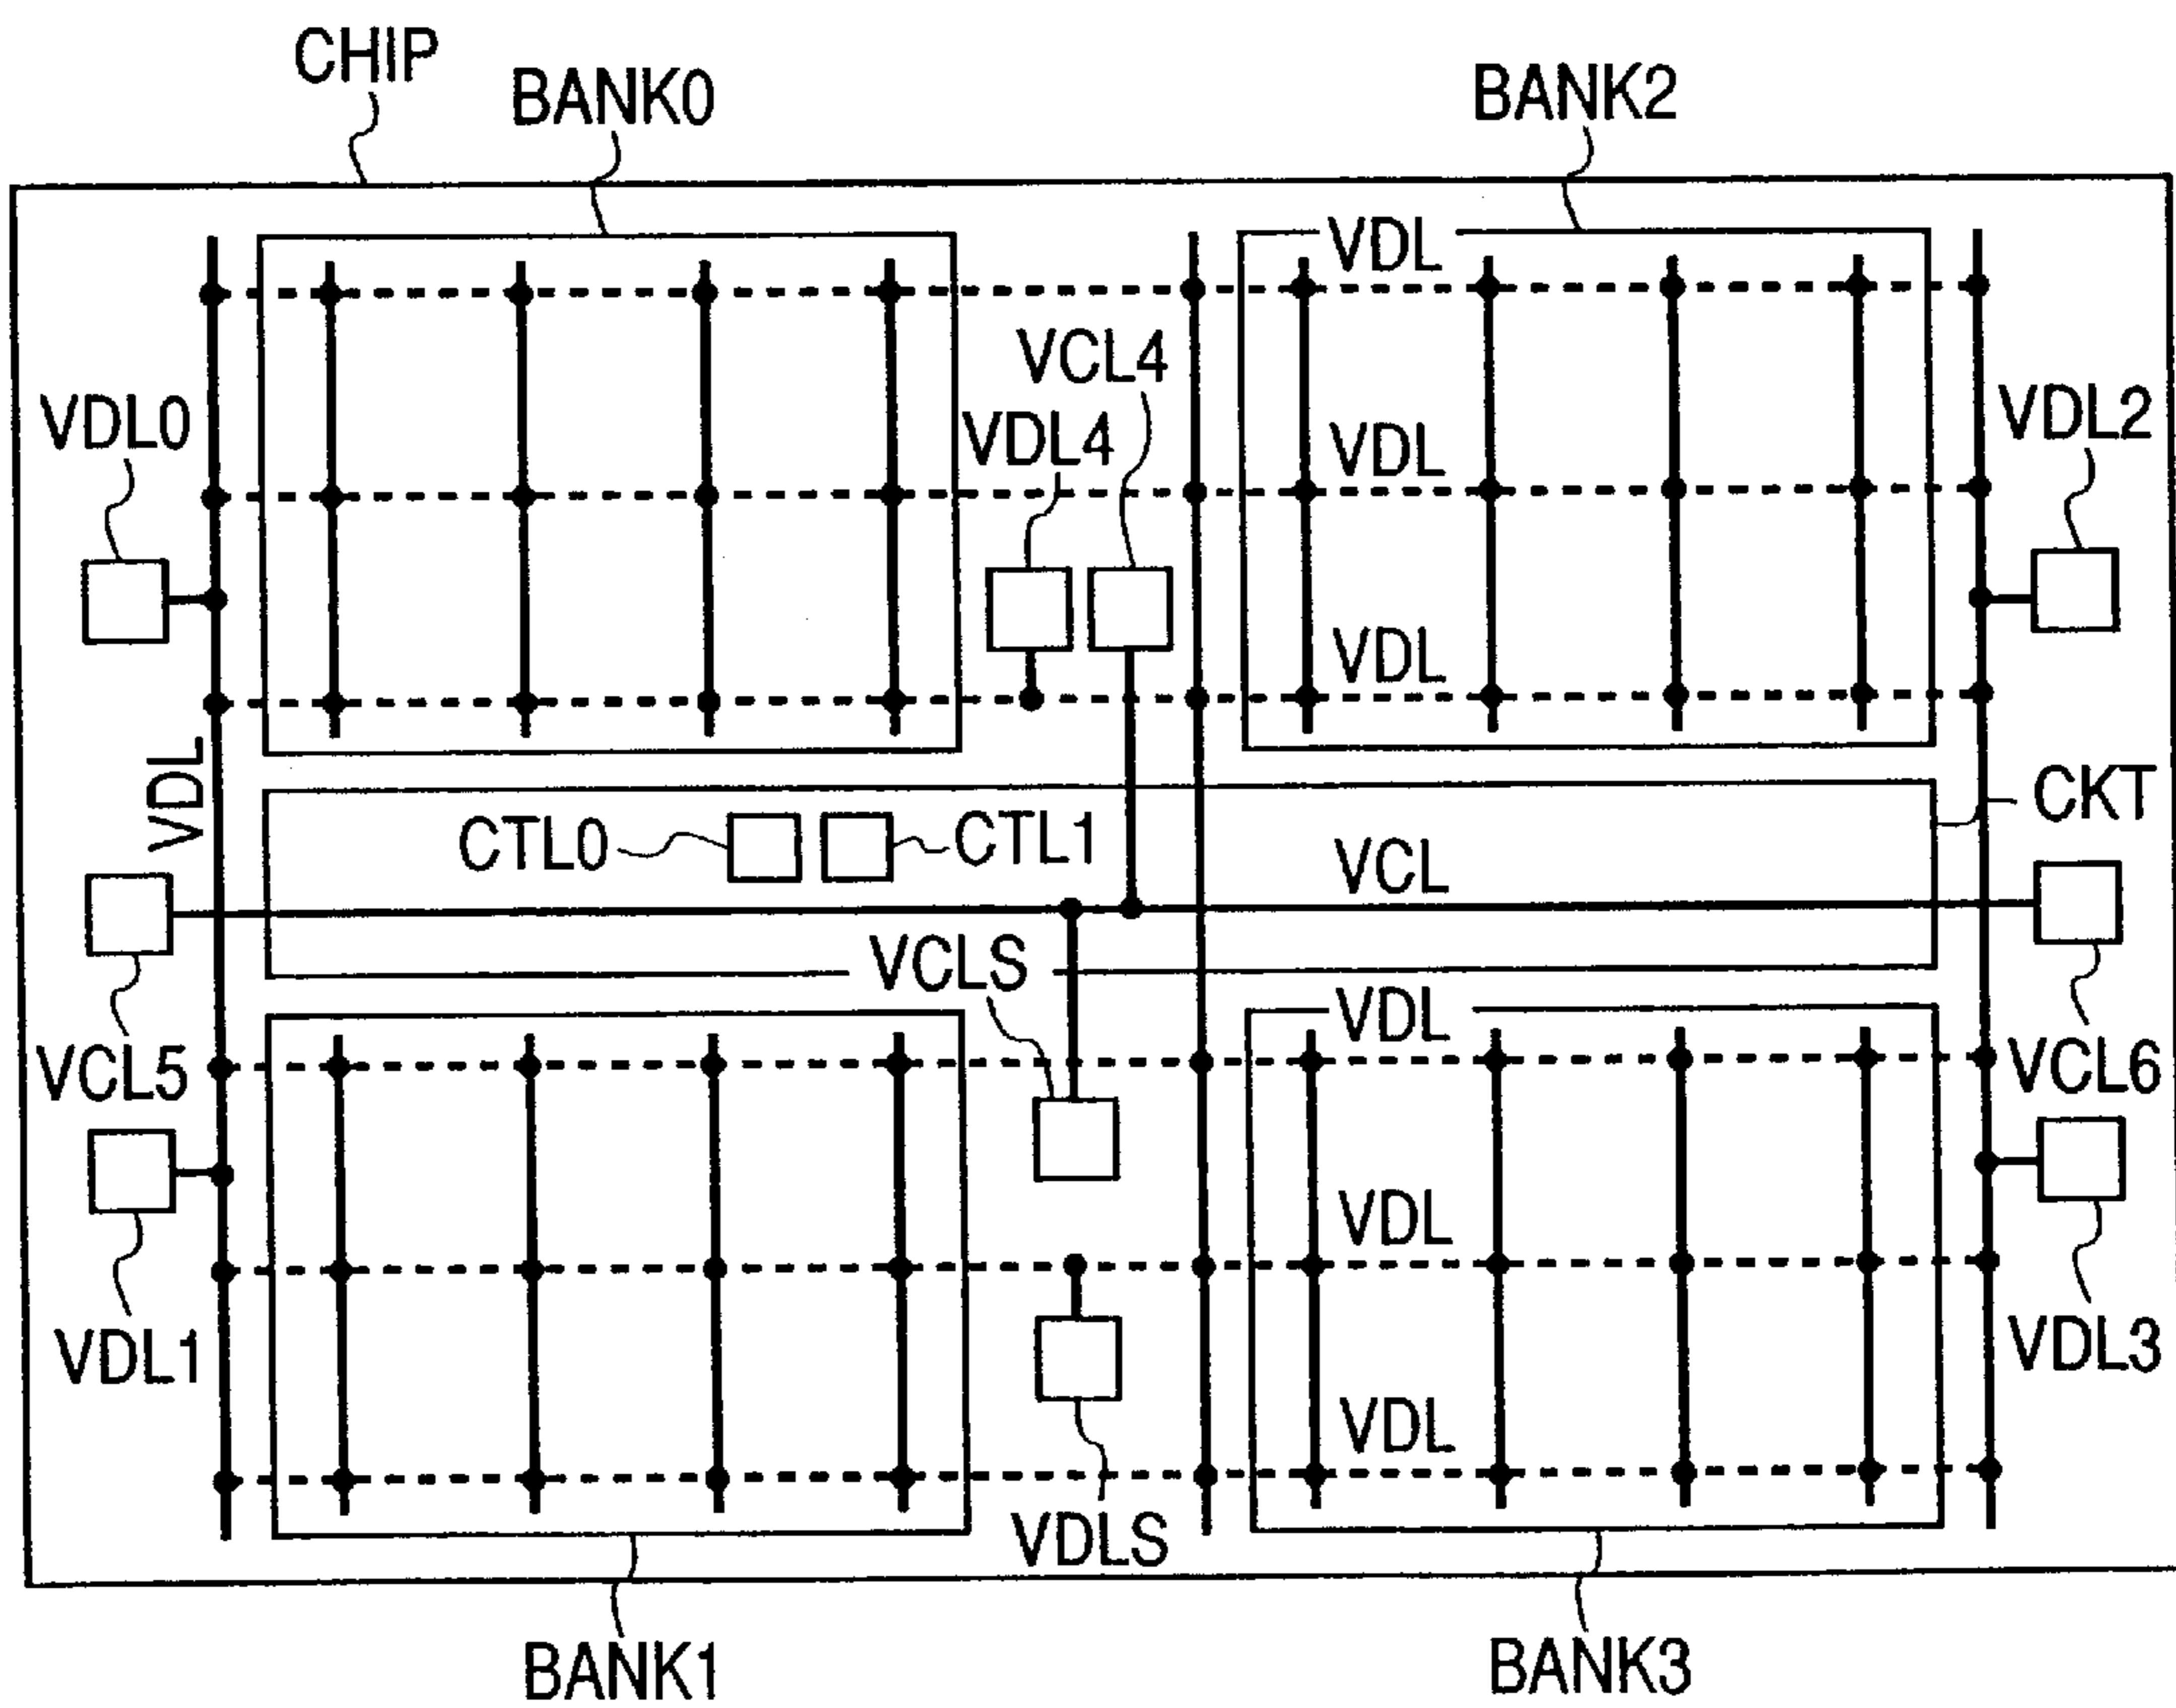 CHIP
BANK0
BANK2
VDL
VCL4
VDL0
VDL4
VDL
VDL2
VDL
VDL
CTL0
CTL1
VCL
CKT
VCLS
VDL
VCL5
VCL6
VDL
VDL1
VDL3
VDL
VDLS
BANK1
BANK3